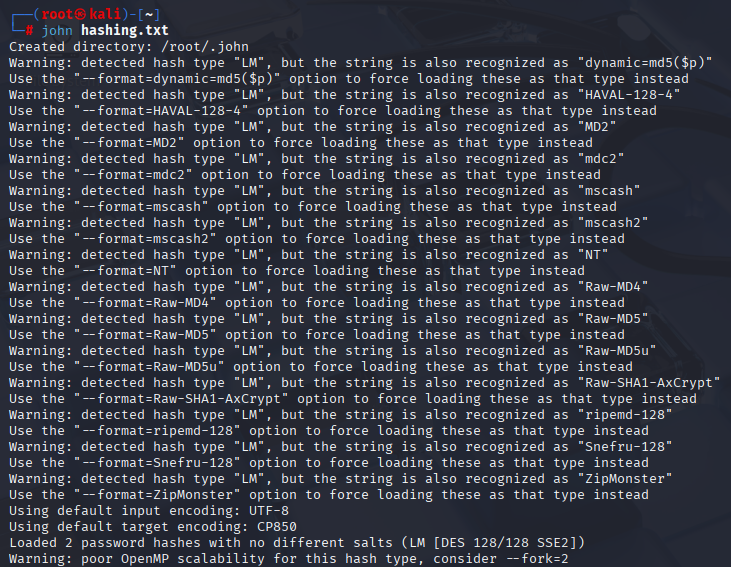 ┌──(root㉿kali)-[~]
└─# john hashing.txt
Created directory: /root/.john
Warning: detected hash type "LM", but the string is also recognized as "dynamic=md5($p)"
Use the "--format=dynamic=md5($p)" option to force loading these as that type instead
Warning: detected hash type "LM", but the string is also recognized as "HAVAL-128-4"
Use the "--format=HAVAL-128-4" option to force loading these as that type instead
Warning: detected hash type "LM", but the string is also recognized as "MD2"
Use the "--format=MD2" option to force loading these as that type instead
Warning: detected hash type "LM", but the string is also recognized as "mdc2"
Use the "--format=mdc2" option to force loading these as that type instead
Warning: detected hash type "LM", but the string is also recognized as "mscash"
Use the "--format=mscash" option to force loading these as that type instead
Warning: detected hash type "LM", but the string is also recognized as "mscash2"
Use the "--format=mscash2" option to force loading these as that type instead
Warning: detected hash type "LM", but the string is also recognized as "NT"
Use the "--format=NT" option to force loading these as that type instead
Warning: detected hash type "LM", but the string is also recognized as "Raw-MD4"
Use the "--format=Raw-MD4" option to force loading these as that type instead
Warning: detected hash type "LM", but the string is also recognized as "Raw-MD5"
Use the "--format=Raw-MD5" option to force loading these as that type instead
Warning: detected hash type "LM", but the string is also recognized as "Raw-MD5u"
Use the "--format=Raw-MD5u" option to force loading these as that type instead
Warning: detected hash type "LM", but the string is also recognized as "Raw-SHA1-AxCrypt"
Use the "--format=Raw-SHA1-AxCrypt" option to force loading these as that type instead
Warning: detected hash type "LM", but the string is also recognized as "ripemd-128"
Use the "--format=ripemd-128" option to force loading these as that type instead
Warning: detected hash type "LM", but the string is also recognized as "Snefru-128"
Use the "--format=Snefru-128" option to force loading these as that type instead
Warning: detected hash type "LM", but the string is also recognized as "ZipMonster"
Use the "--format=ZipMonster" option to force loading these as that type instead
Using default input encoding: UTF-8
Using default target encoding: CP850
Loaded 2 password hashes with no different salts (LM [DES 128/128 SSE2])
Warning: poor OpenMP scalability for this hash type, consider --fork=2